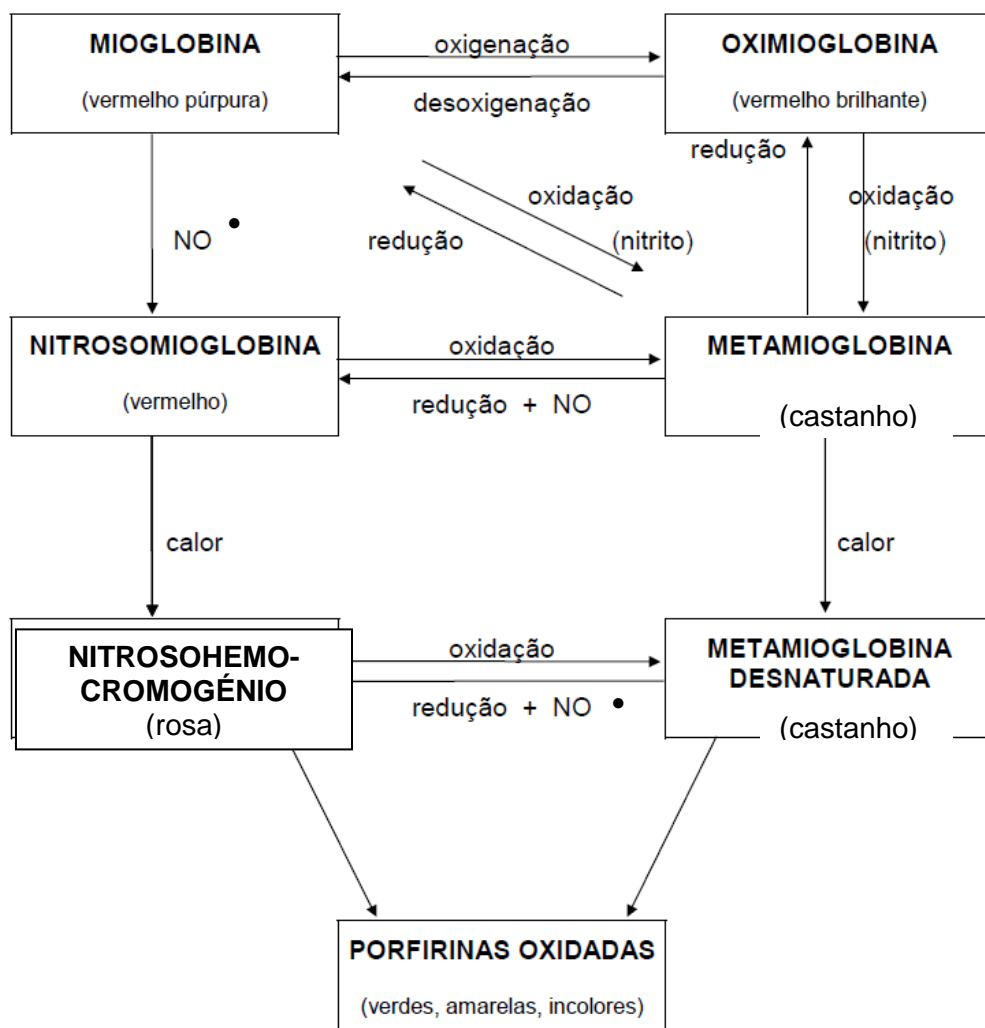 MIOGLOBINA
(vermelho púrpura)
oxigenação
desoxigenação
OXIMIOGLOBINA
(vermelho brilhante)
NO •
oxidação
(nitrito)
redução
redução
oxidação
(nitrito)
NITROSOMIOGLOBINA
(vermelho)
oxidação
redução + NO
METAMIOGLOBINA
(castanho)
calor
calor
NITROSOHEMO-
CROMOGÉNIO
(rosa)
oxidação
redução + NO •
METAMIOGLOBINA
DESNATURADA
(castanho)
PORFIRINAS OXIDADAS
(verdes, amarelas, incolores)